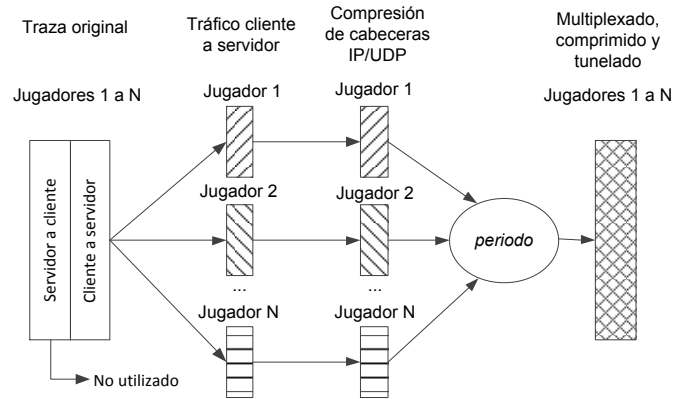 Traza original
Tráfico cliente
a servidor
Compresión
de cabeceras
IP/UDP
Multiplexado,
comprimido y
tunelado
Jugadores 1 a N
Jugador 1
Jugador 1
Jugadores 1 a N
Servidor a cliente
Cliente a servidor
Jugador 2
Jugador 2
periodo
...
...
Jugador N
Jugador N
No utilizado